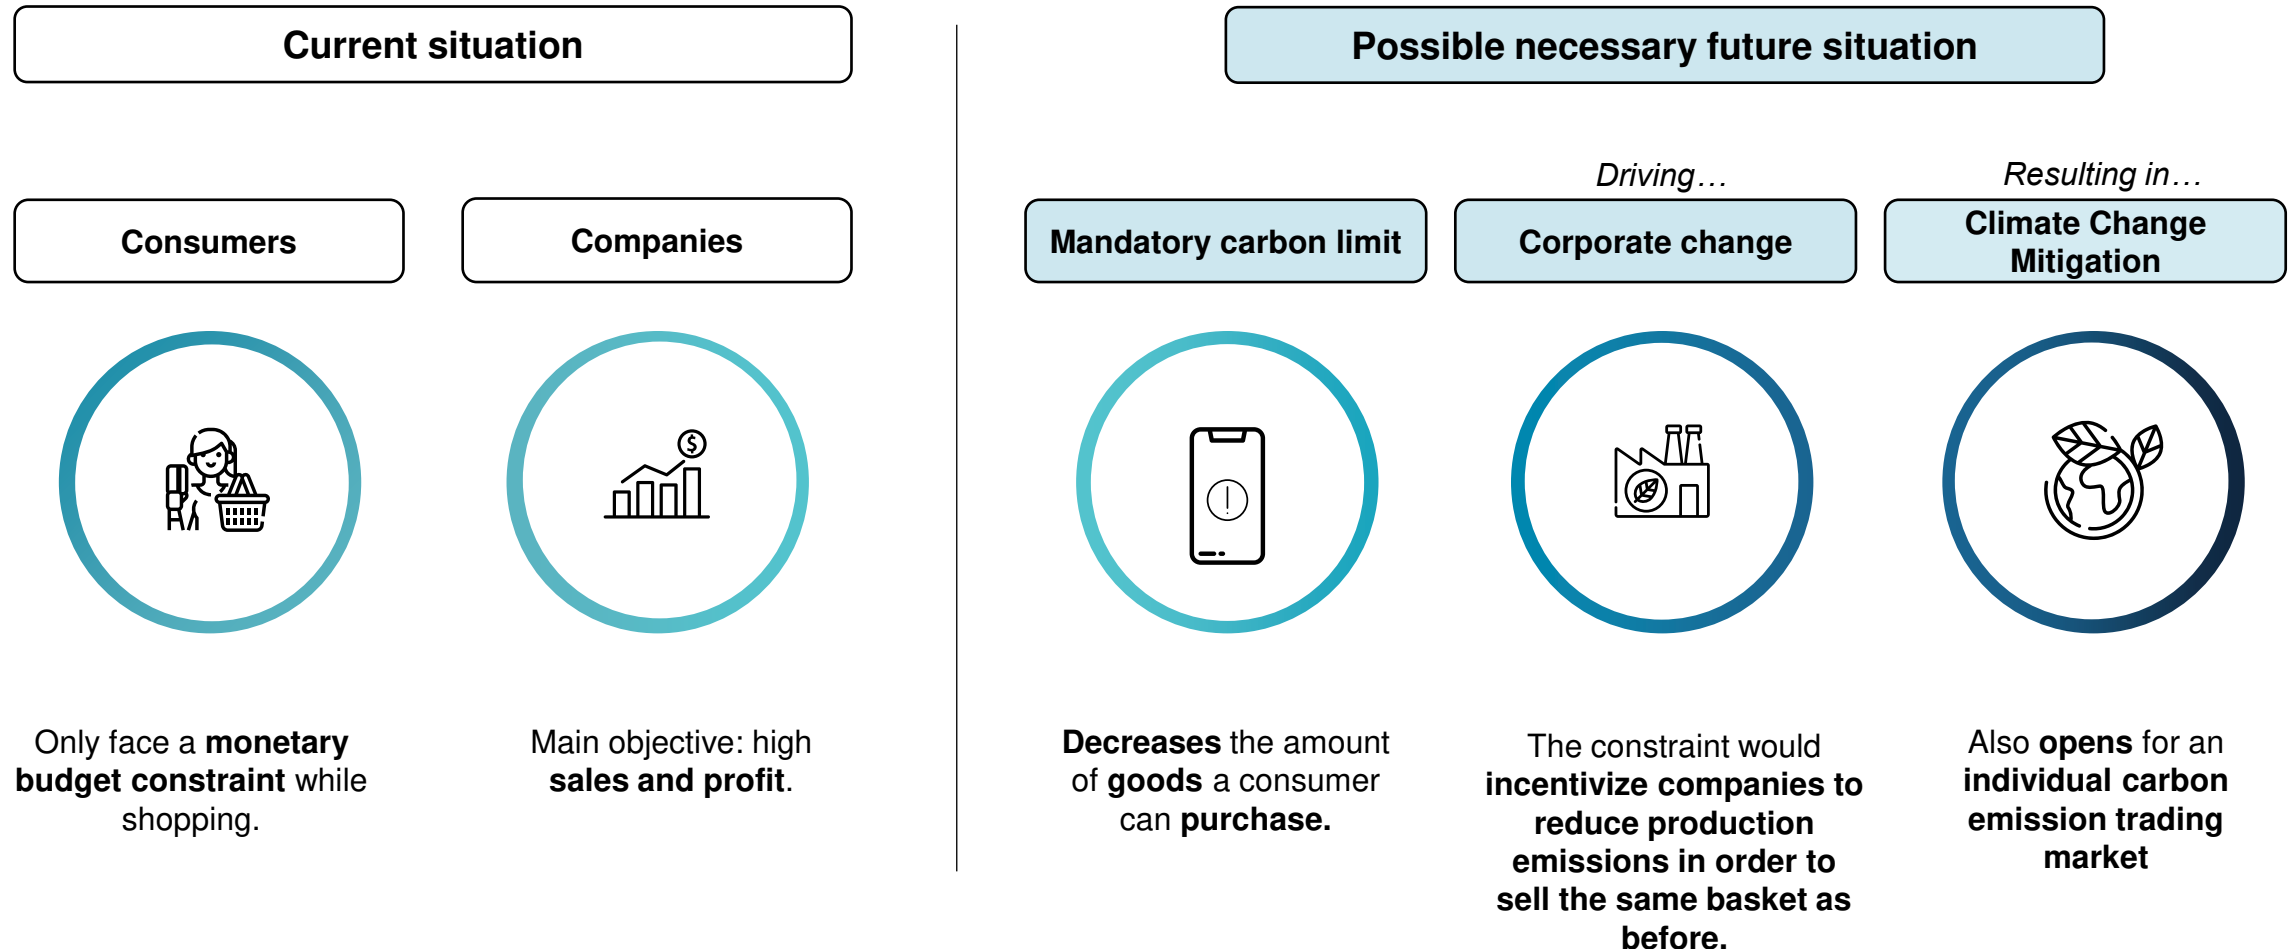 Current situation
Consumers
Companies
Only face a monetary
budget constraint while
shopping.
Main objective: high
sales and profit.
Possible necessary future situation
Mandatory carbon limit
Driving…
Corporate change
Resulting in…
Climate Change
Mitigation
$
Decreases the amount
of goods a consumer
can purchase.
The constraint would
incentivize companies to
reduce production
emissions in order to
sell the same basket as
before.
Also opens for an
individual carbon
emission trading
market